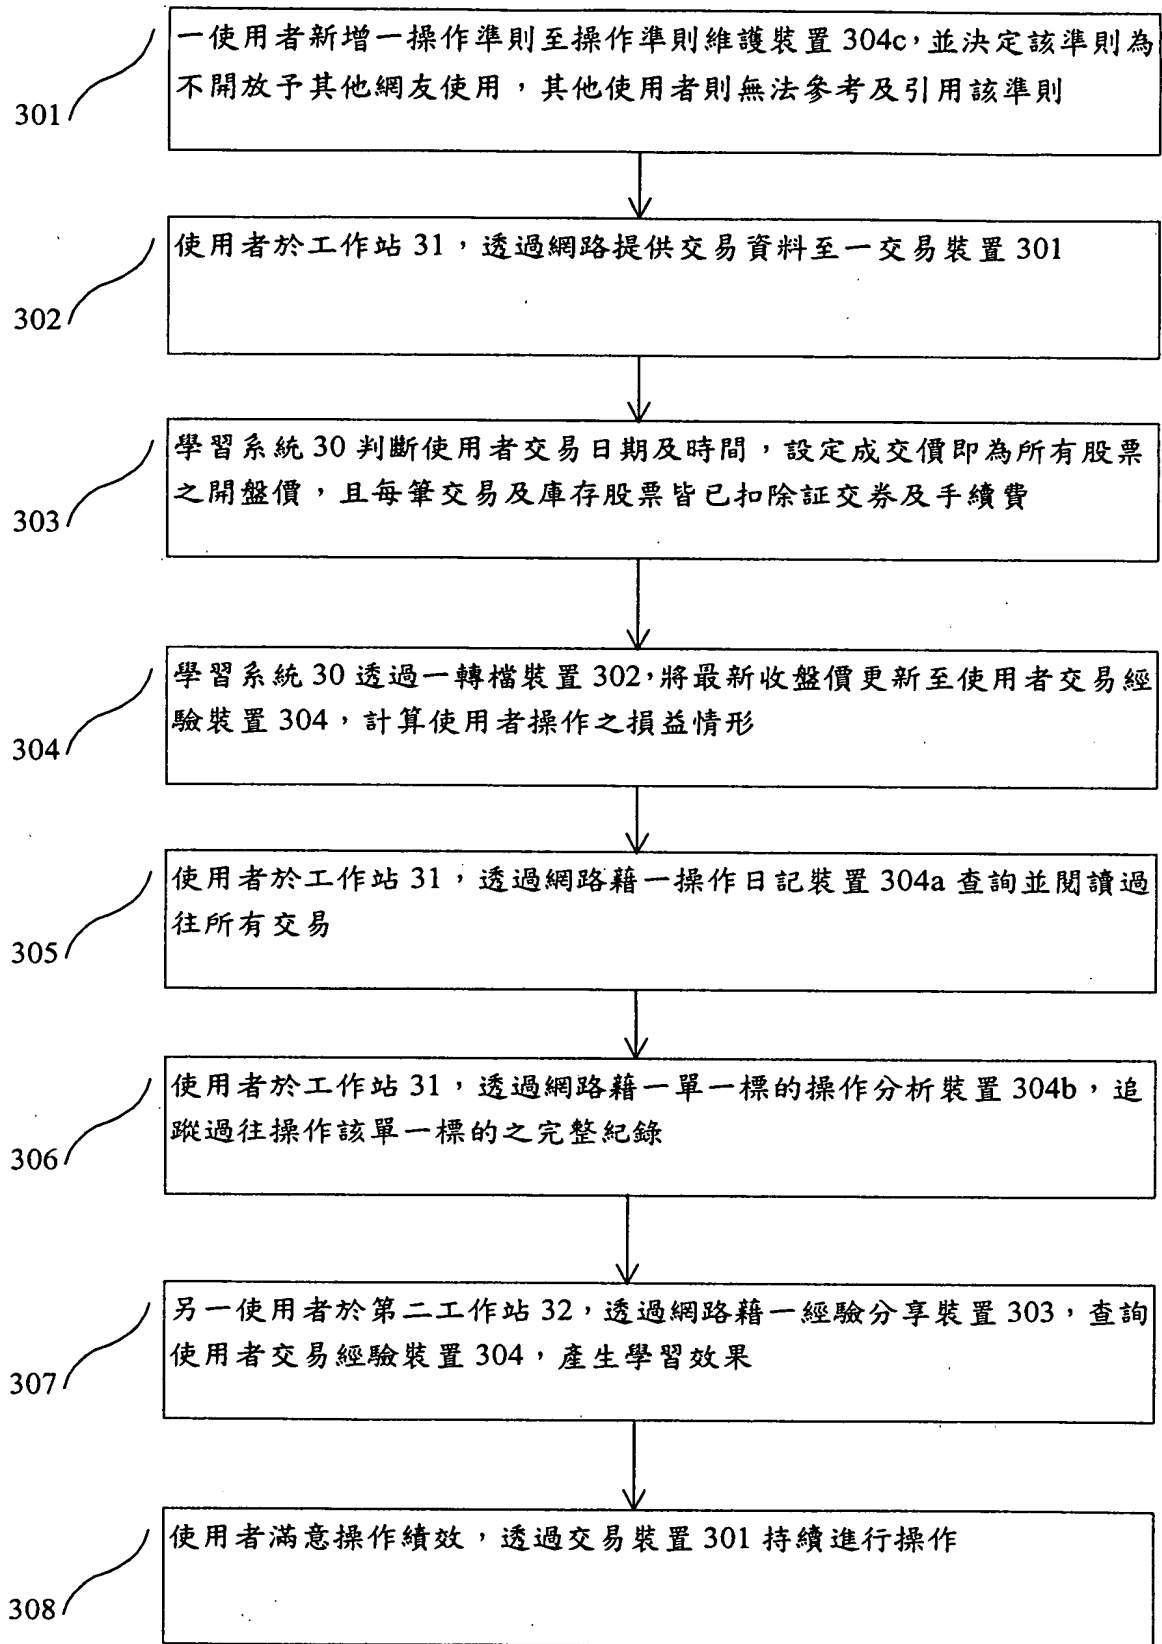 一使用者新增一操作準則至操作準則維護裝置 304c,並決定該準則為
不開放予其他網友使用,其他使用者則無法參考及引用該準則
301
使用者於工作站 31,透過網路提供交易資料至一交易裝置 301
302
學習系統 30 判斷使用者交易日期及時間,設定成交價即為所有股票
之開盤價,且每筆交易及庫存股票皆已扣除証交券及手續費
303
學習系統 30 透過一轉檔裝置 302,將最新收盤價更新至使用者交易經
驗裝置 304,計算使用者操作之損益情形
304
使用者於工作站 31,透過網路藉一操作日記裝置 304a 查詢並閱讀過
往所有交易
305
使用者於工作站 31,透過網路藉一單一標的操作分析裝置 304b,追
蹤過往操作該單一標的之完整紀錄
306
另一使用者於第二工作站 32,透過網路藉一經驗分享裝置 303,查詢
使用者交易經驗裝置 304,產生學習效果
307
使用者滿意操作績效,透過交易裝置 301 持續進行操作
308